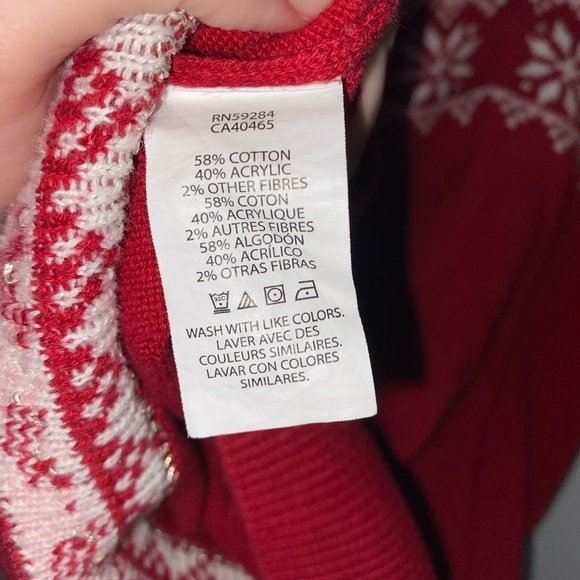 RN59284
CA40465
58% COTTON
40% ACRYLIC
2% OTHER FIBRES
58% COTON
40% ACRYLIQUE
2% AUTRES FIBRES
58% ALGODÓN
40% ACRÍLICO
2% OTRAS FIBRAS
WASH WITH LIKE COLORS.
LAVER AVEC DES
COULEURS SIMILAIRES.
LAVAR CON COLORES
SIMILARES.